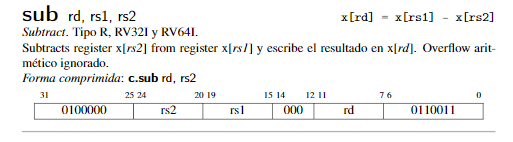 sub rd, rs1, rs2 x[rd] = x[rs1] - x[rs2]
Subtract. Tipo R, RV32I y RV64I.
Subtracts register x[rs2] from register x[rs1] y escribe el resultado en x[rd]. Overflow arit-
mético ignorado.
Forma comprimida: c.sub rd, rs2
31 25 24 20 19 15 14 12 11 7 6 0
0100000 rs2 rs1 000 rd 0110011